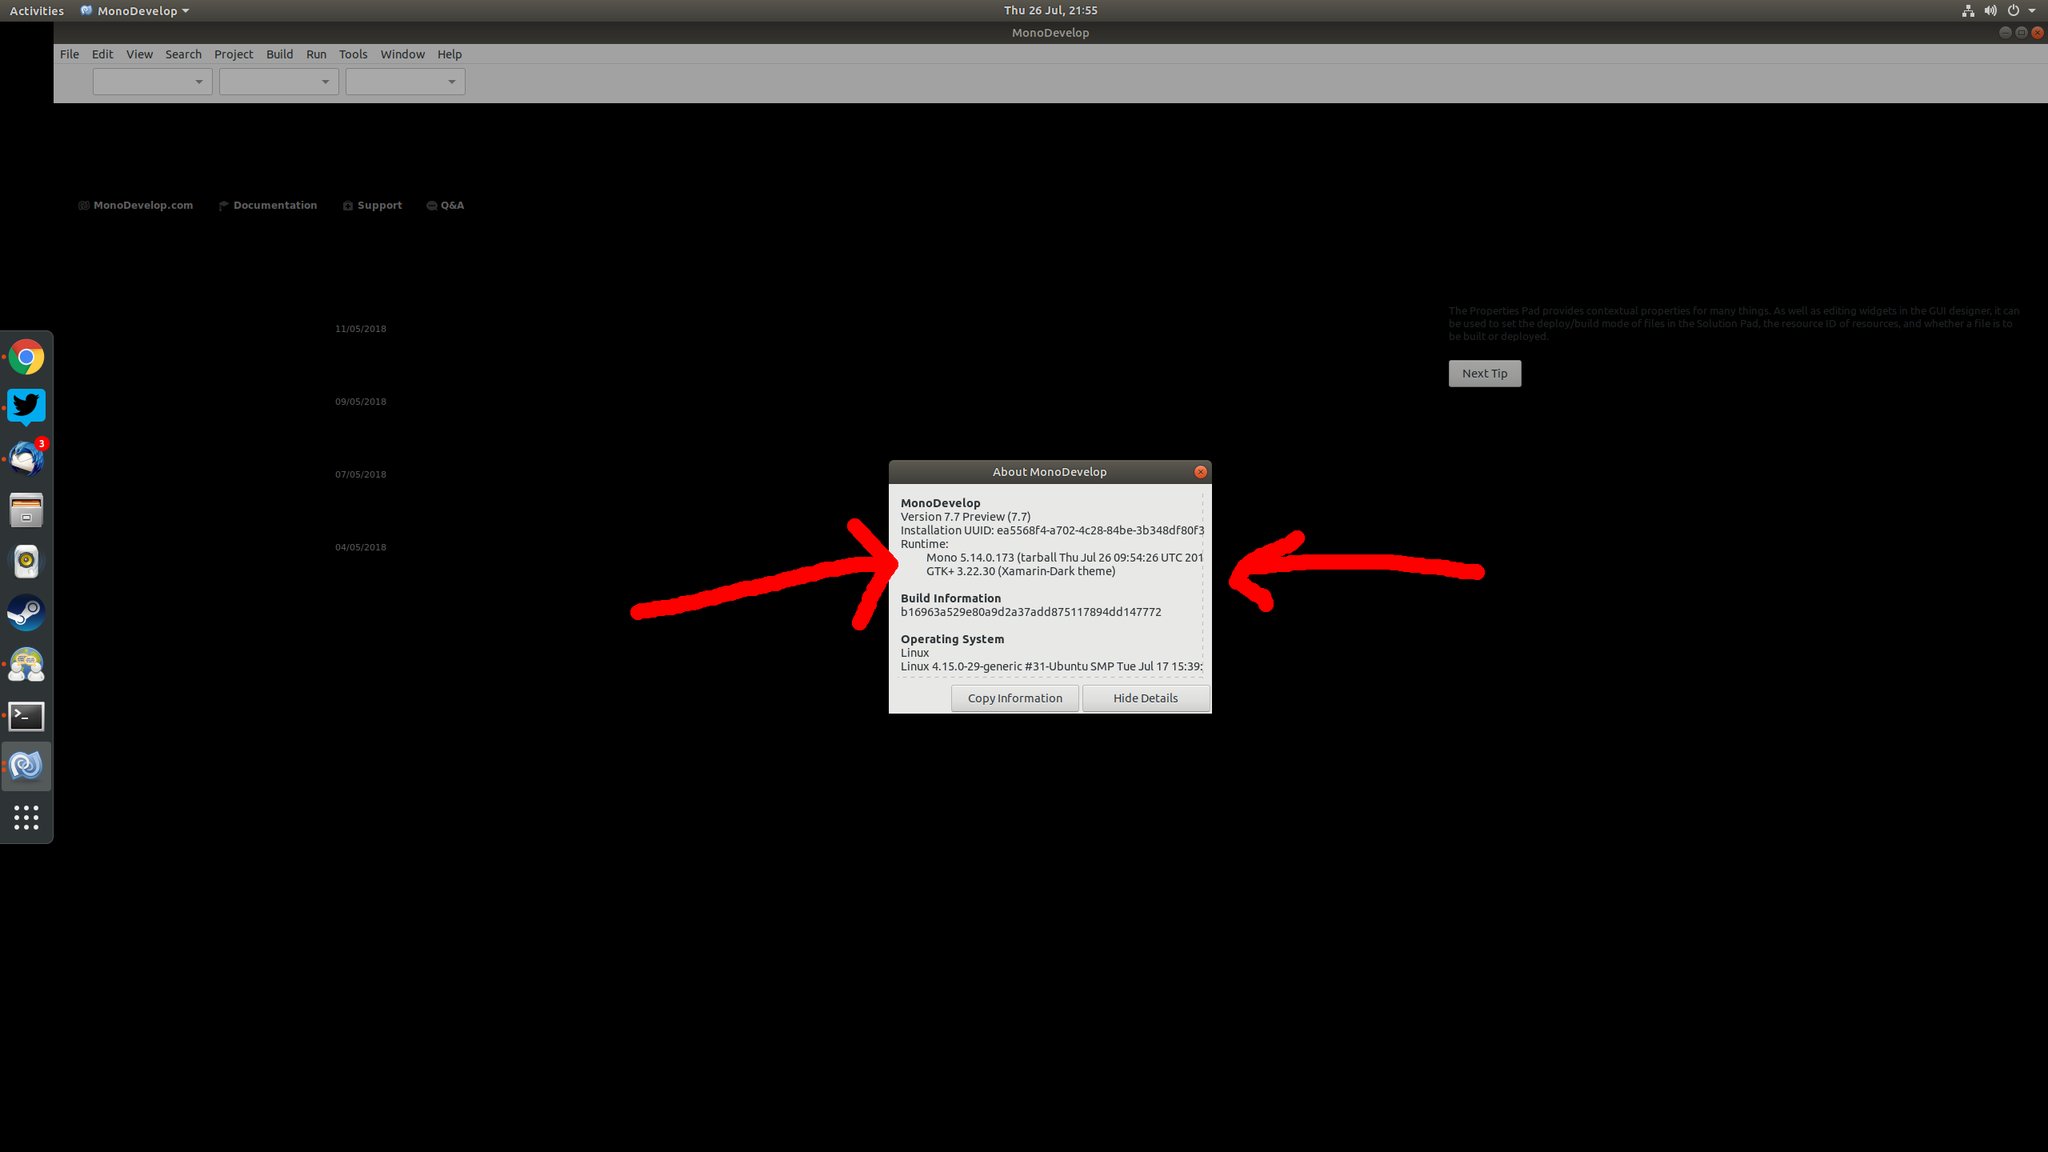 Activities MonoDevelop Thu 26 Jul, 21:55
MonoDevelop
File Edit View Search Project Build Run Tools Window Help
MonoDevelop.com Documentation Support Q&A
The Properties Pad provides contextual properties for many things. As well as editing widgets in the GUI designer, it can
be used to set the deploy/build mode of files in the Solution Pad, the resource ID of resources, and whether a file is to
be built or deployed.
11/05/2018
Next Tip
09/05/2018
3
07/05/2018
04/05/2018
About MonoDevelop
MonoDevelop
Version 7.7 Preview (7.7)
Installation UUID: ea5568f4-a702-4c28-84be-3b348df80f3
Runtime:
Mono 5.14.0.173 (tarball Thu Jul 26 09:54:26 UTC 201
GTK+ 3.22.30 (Xamarin-Dark theme)
Build Information
b16963a529e80a9d2a37add875117894dd147772
Operating System
Linux
Linux 4.15.0-29-generic #31-Ubuntu SMP Tue Jul 17 15:39:
Copy Information Hide Details